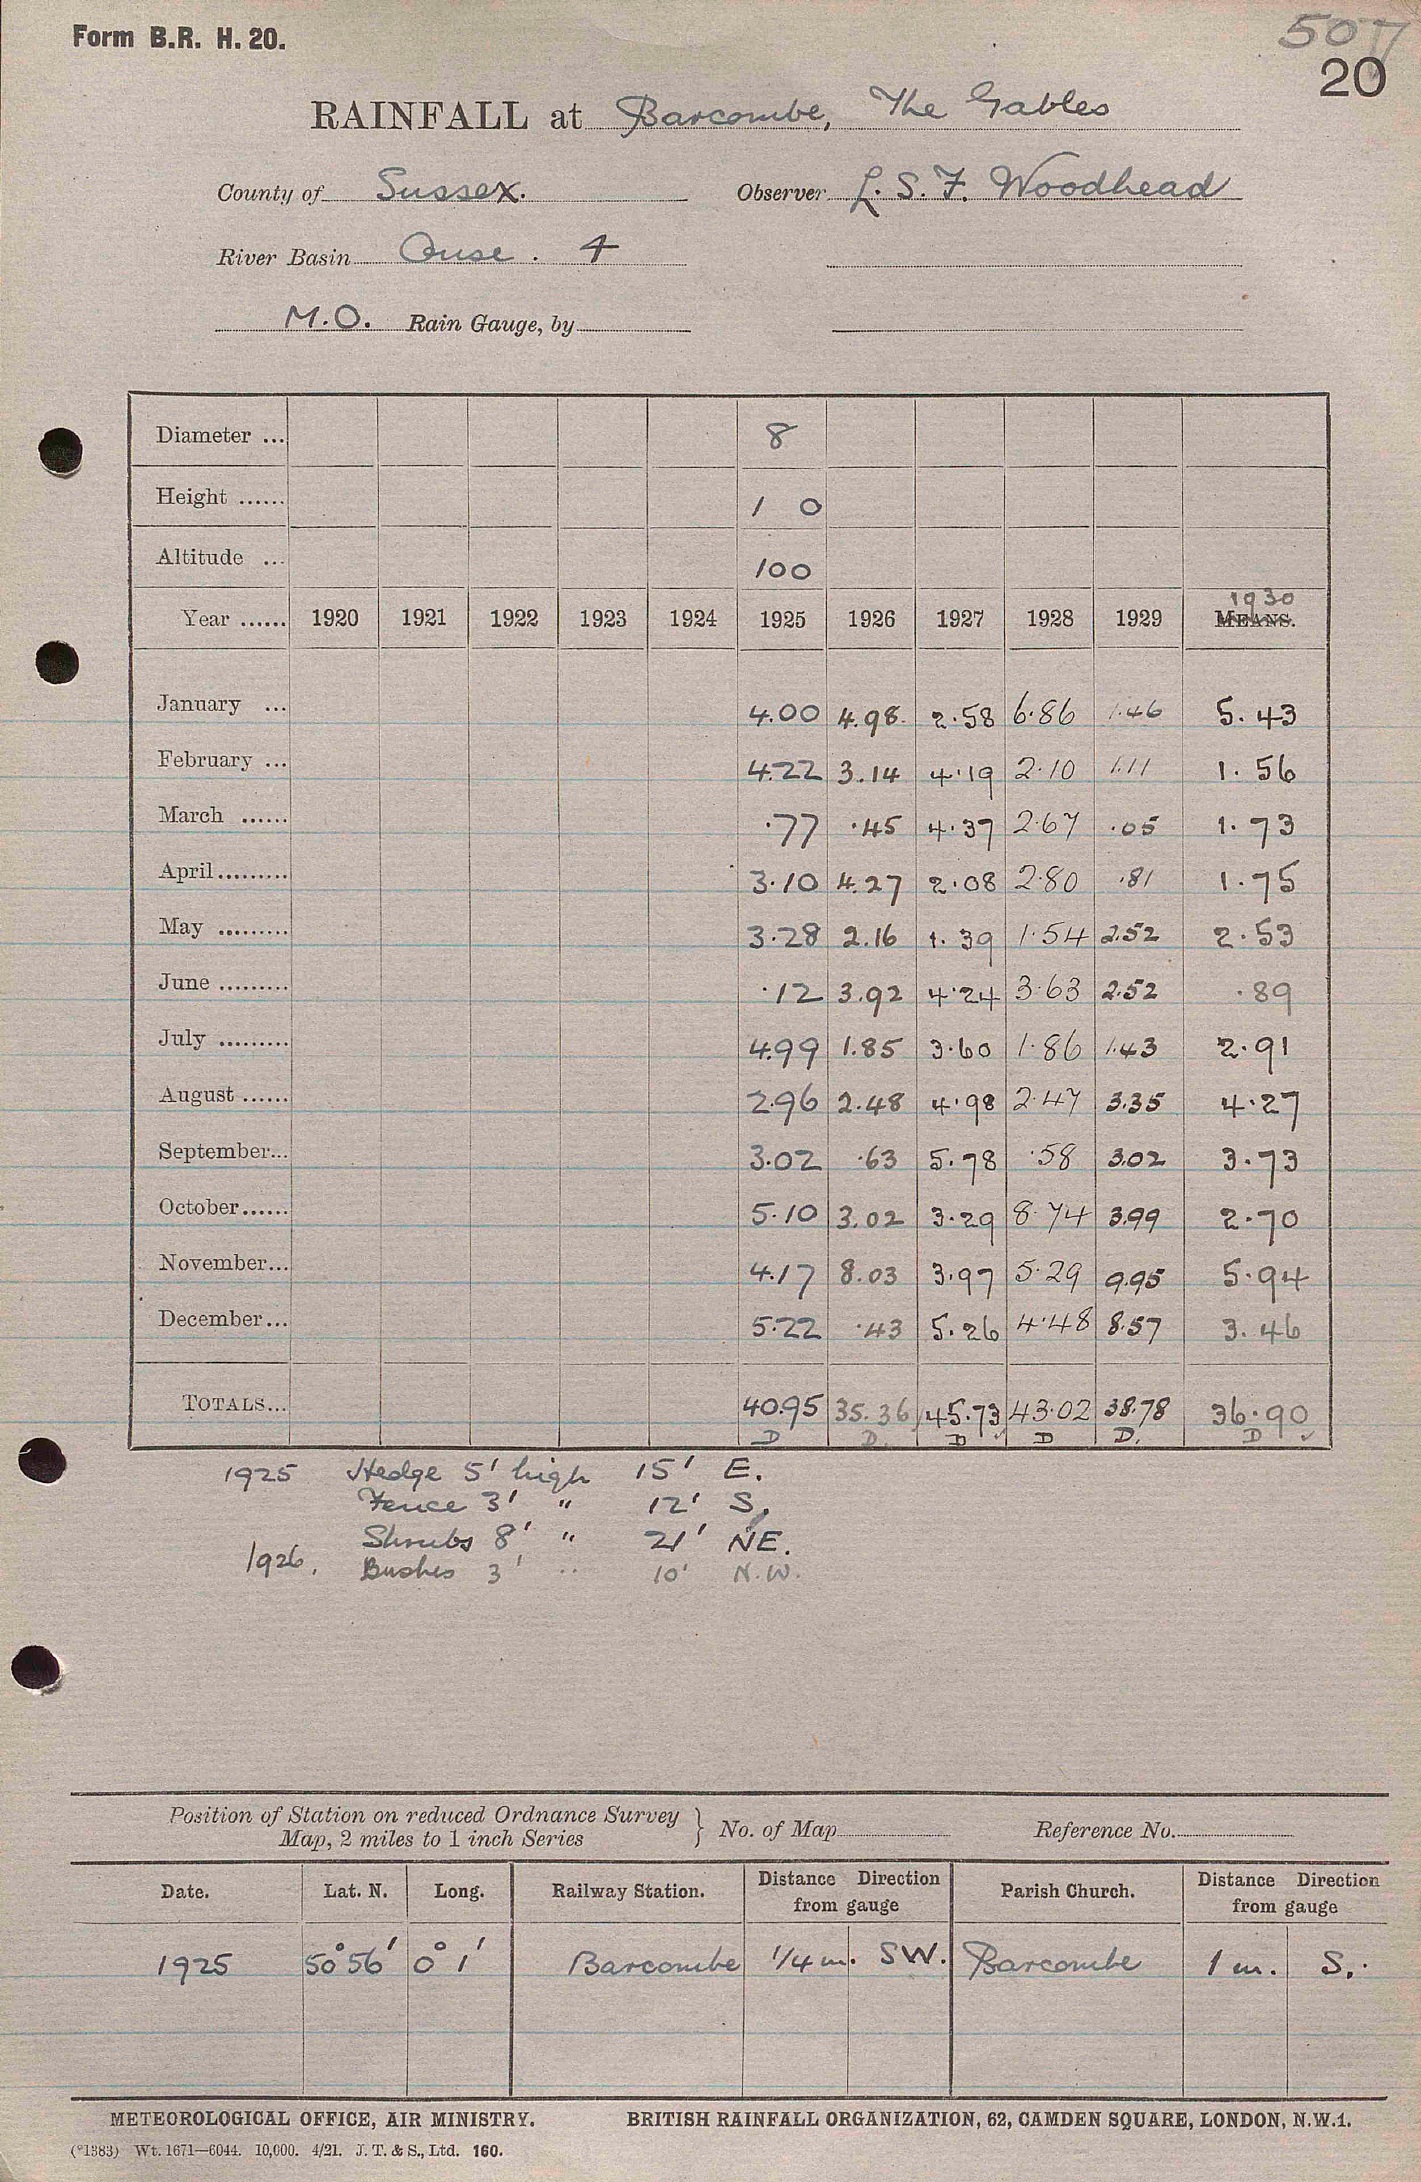 Form B.R. H. 20.
507
20
RAINFALL at Barcombe, The Gables
County of Sussex. Observer L. S. F. Woodhead
River Basin Ouse. 4
M.O. Rain Gauge, by
Diameter ... 8
Height ...... 1 0
Altitude ... 100
1930
Year ...... 1920 1921 1922 1923 1924 1925 1926 1927 1928 1929 MEANS.
January ... 4.00 4.98 2.58 6.86 1.46 5.43
February ... 4.22 3.14 4.19 2.10 1.11 1.56
March ...... .77 .45 4.37 2.67 .05 1.73
April......... 3.10 4.27 2.08 2.80 .81 1.75
May ......... 3.28 2.16 1.39 1.54 2.52 2.53
June ......... .12 3.92 4.24 3.63 2.52 .89
July ......... 4.99 1.85 3.60 1.86 1.43 2.91
August ...... 2.96 2.48 4.98 2.47 3.35 4.27
September... 3.02 .63 5.78 .58 3.02 3.73
October...... 5.10 3.02 3.29 8.74 3.99 2.70
November... 4.17 8.03 3.97 5.29 9.95 5.94
December... 5.22 .43 5.26 4.48 8.57 3.46
TOTALS... 40.95 35.36 45.73 43.02 38.78 36.90
D D. D ✓ D D. D ✓
1925 Hedge 5' high 15' E.
Fence 3' " 12' S.
Shrubs 8' " 21' NE.
1926. Bushes 3' " 10' N.W.
Position of Station on reduced Ordnance Survey
Map, 2 miles to 1 inch Series } No. of Map Reference No.
Date. Lat. N. Long. Railway Station. Distance Direction from gauge Parish Church. Distance Direction from gauge
1925 50°56' 0°1' Barcombe 1/4 m. SW. Barcombe 1 m. S.
METEOROLOGICAL OFFICE, AIR MINISTRY. BRITISH RAINFALL ORGANIZATION, 62, CAMDEN SQUARE, LONDON, N.W.1.
(*1383) Wt. 1671—6044. 10,000. 4/21. J. T. & S., Ltd. 160.